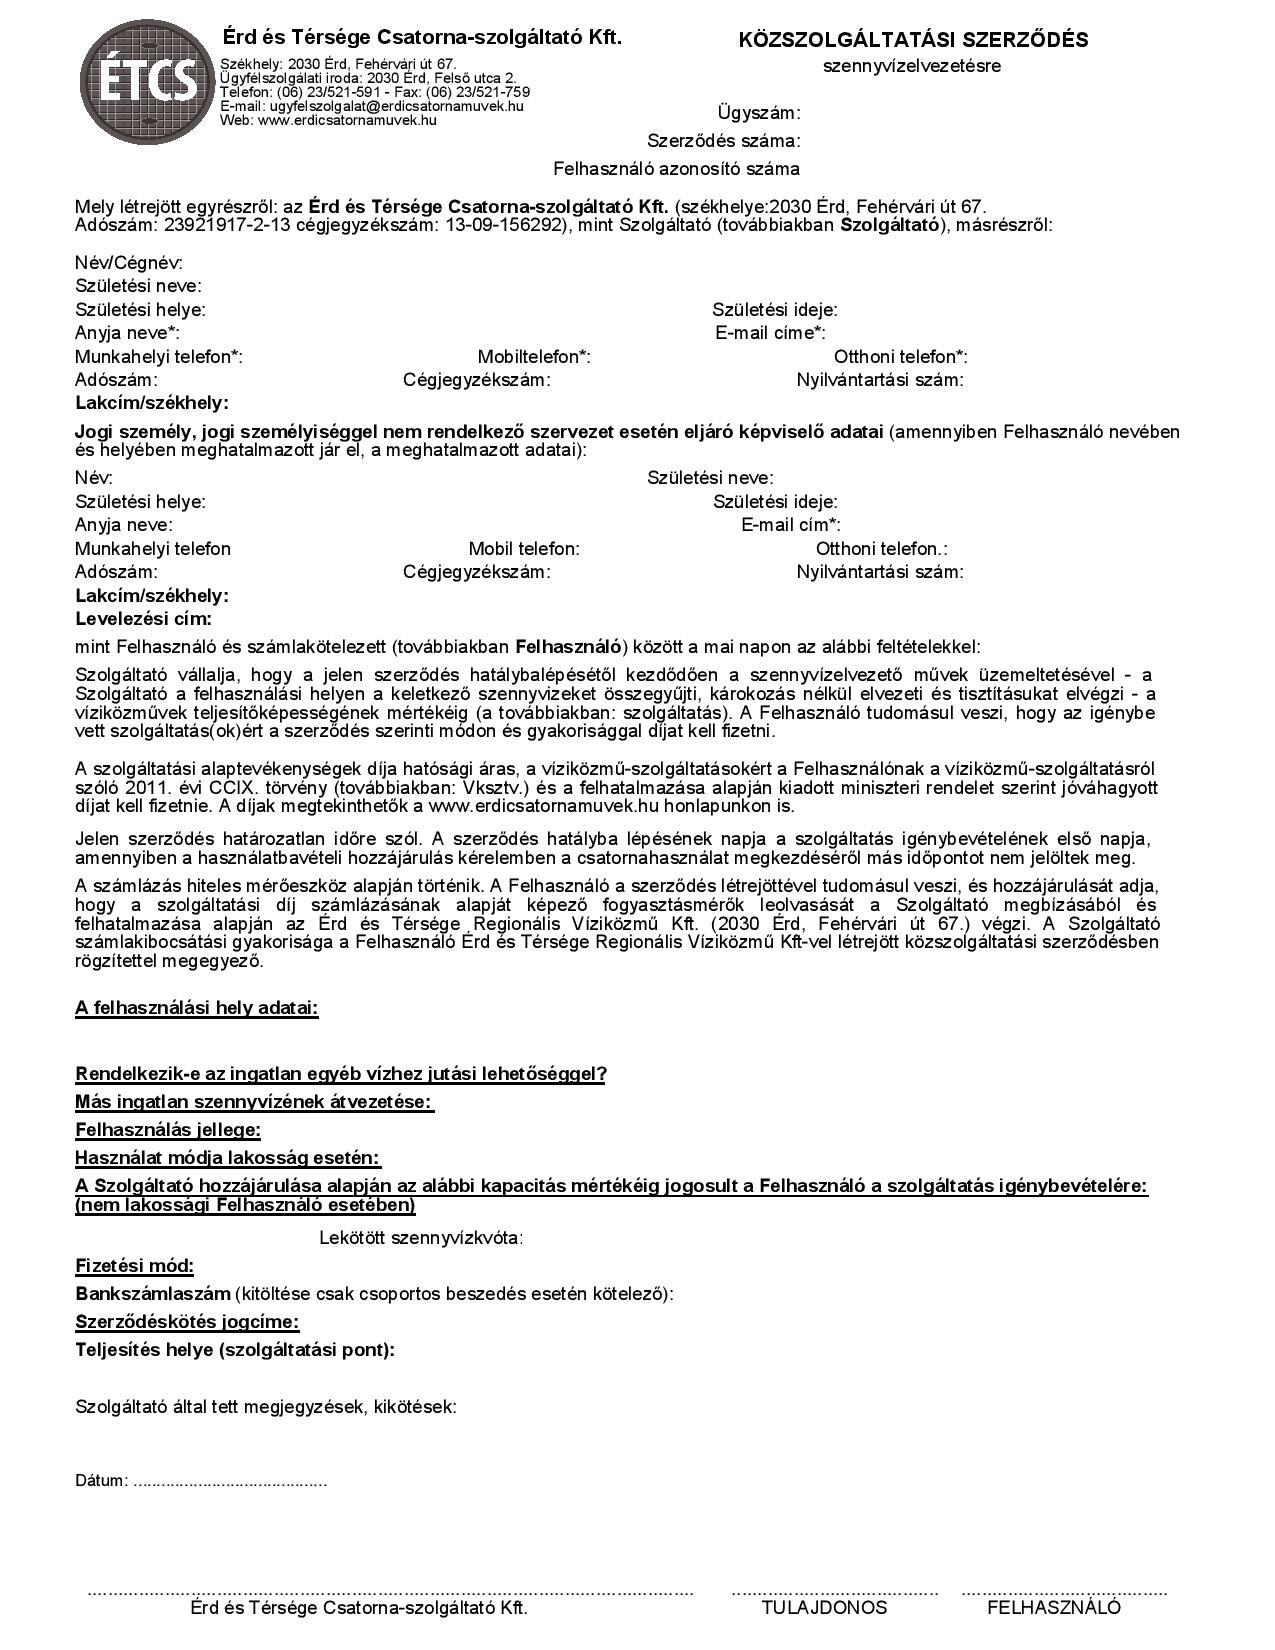 ÉTCS
Érd és Térsége Csatorna-szolgáltató Kft.
Székhely: 2030 Érd, Fehérvári út 67.
Ügyfélszolgálati iroda: 2030 Érd, Felső utca 2.
Telefon: (06) 23/521-591 - Fax: (06) 23/521-759
E-mail: ugyfelszolgalat@erdicsatornamuvek.hu
Web: www.erdicsatornamuvek.hu
KÖZSZOLGÁLTATÁSI SZERZŐDÉS
szennyvízelvezetésre
Ügyszám:
Szerződés száma:
Felhasználó azonosító száma
Mely létrejött egyrészről: az Érd és Térsége Csatorna-szolgáltató Kft. (székhelye:2030 Érd, Fehérvári út 67.
Adószám: 23921917-2-13 cégjegyzékszám: 13-09-156292), mint Szolgáltató (továbbiakban Szolgáltató), másrészről:
Név/Cégnév:
Születési neve:
Születési helye: Születési ideje:
Anyja neve*: E-mail címe*:
Munkahelyi telefon*: Mobiltelefon*: Otthoni telefon*:
Adószám: Cégjegyzékszám: Nyilvántartási szám:
Lakcím/székhely:
Jogi személy, jogi személyiséggel nem rendelkező szervezet esetén eljáró képviselő adatai (amennyiben Felhasználó nevében
és helyében meghatalmazott jár el, a meghatalmazott adatai):
Név: Születési neve:
Születési helye: Születési ideje:
Anyja neve: E-mail cím*:
Munkahelyi telefon Mobil telefon: Otthoni telefon.:
Adószám: Cégjegyzékszám: Nyilvántartási szám:
Lakcím/székhely:
Levelezési cím:
mint Felhasználó és számlakötelezett (továbbiakban Felhasználó) között a mai napon az alábbi feltételekkel:
Szolgáltató vállalja, hogy a jelen szerződés hatálybalépésétől kezdődően a szennyvízelvezető művek üzemeltetésével - a
Szolgáltató a felhasználási helyen a keletkező szennyvizeket összegyűjti, károkozás nélkül elvezeti és tisztításukat elvégzi - a
víziközművek teljesítőképességének mértékéig (a továbbiakban: szolgáltatás). A Felhasználó tudomásul veszi, hogy az igénybe
vett szolgáltatás(ok)ért a szerződés szerinti módon és gyakorisággal díjat kell fizetni.
A szolgáltatási alaptevékenységek díja hatósági áras, a víziközmű-szolgáltatásokért a Felhasználónak a víziközmű-szolgáltatásról
szóló 2011. évi CCIX. törvény (továbbiakban: Vksztv.) és a felhatalmazása alapján kiadott miniszteri rendelet szerint jóváhagyott
díjat kell fizetnie. A díjak megtekinthetők a www.erdicsatornamuvek.hu honlapunkon is.
Jelen szerződés határozatlan időre szól. A szerződés hatályba lépésének napja a szolgáltatás igénybevételének első napja,
amennyiben a használatbavételi hozzájárulás kérelemben a csatornahasználat megkezdéséről más időpontot nem jelöltek meg.
A számlázás hiteles mérőeszköz alapján történik. A Felhasználó a szerződés létrejöttével tudomásul veszi, és hozzájárulását adja,
hogy a szolgáltatási díj számlázásának alapját képező fogyasztásmérők leolvasását a Szolgáltató megbízásából és
felhatalmazása alapján az Érd és Térsége Regionális Víziközmű Kft. (2030 Érd, Fehérvári út 67.) végzi. A Szolgáltató
számlakibocsátási gyakorisága a Felhasználó Érd és Térsége Regionális Víziközmű Kft-vel létrejött közszolgáltatási szerződésben
rögzítettel megegyező.
A felhasználási hely adatai:
Rendelkezik-e az ingatlan egyéb vízhez jutási lehetőséggel?
Más ingatlan szennyvízének átvezetése:
Felhasználás jellege:
Használat módja lakosság esetén:
A Szolgáltató hozzájárulása alapján az alábbi kapacitás mértékéig jogosult a Felhasználó a szolgáltatás igénybevételére:
(nem lakossági Felhasználó esetében)
Lekötött szennyvízkvóta:
Fizetési mód:
Bankszámlaszám (kitöltése csak csoportos beszedés esetén kötelező):
Szerződéskötés jogcíme:
Teljesítés helye (szolgáltatási pont):
Szolgáltató által tett megjegyzések, kikötések:
Dátum: ..........................................
Érd és Térsége Csatorna-szolgáltató Kft. TULAJDONOS FELHASZNÁLÓ